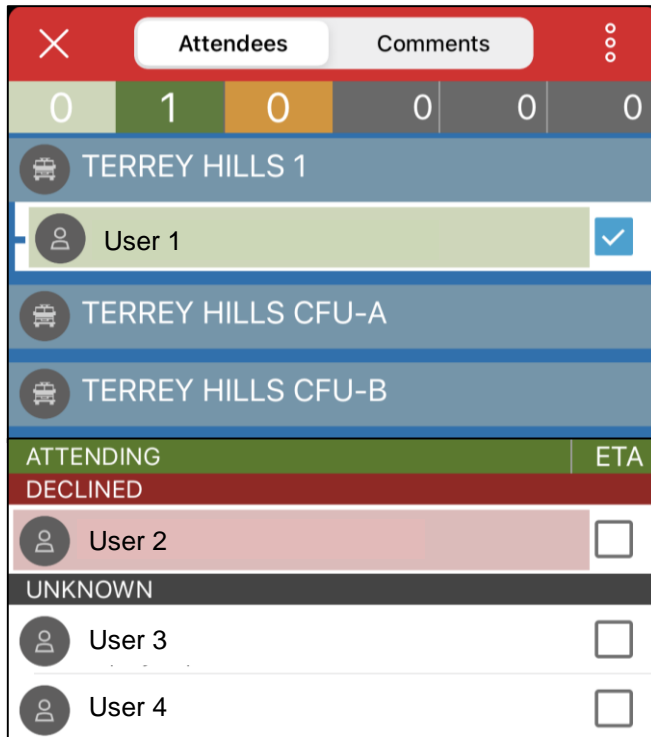 Attendees Comments
0 1 0 0 0 0
TERREY HILLS 1
User 1
TERREY HILLS CFU-A
TERREY HILLS CFU-B
ATTENDING ETA
DECLINED
User 2
UNKNOWN
User 3
User 4